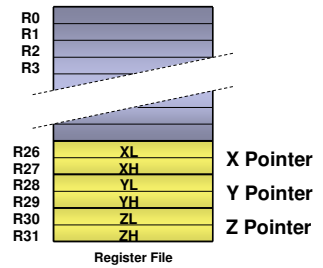 R0
R1
R2
R3
R26 XL
R27 XH
X Pointer
R28 YL
R29 YH
Y Pointer
R30 ZL
R31 ZH
Z Pointer
Register File